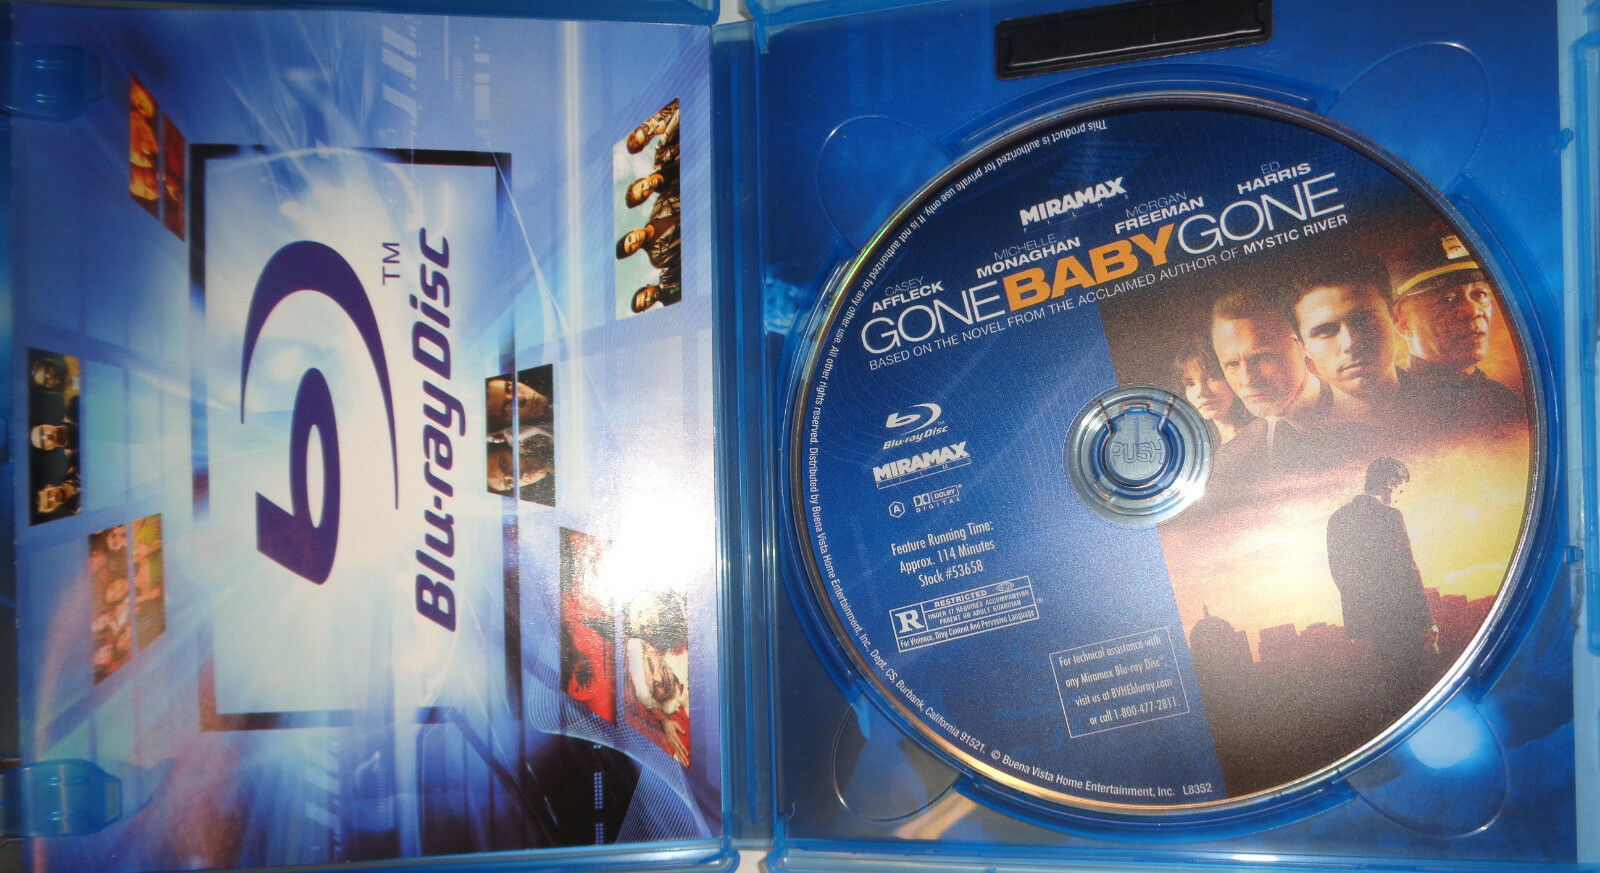 Blu-ray Disc
TM
This product is authorized for private use only. It is not authorized for any other use. All other rights reserved. Distributed by Buena Vista Home Entertainment, Inc. Dept. CS, Burbank, California 91521. © Buena Vista Home Entertainment, Inc. L8352
MIRAMAX
FILMS
CASEY AFFLECK
MICHELLE MONAGHAN
MORGAN FREEMAN
ED HARRIS
GONE BABY GONE
BASED ON THE NOVEL FROM THE ACCLAIMED AUTHOR OF MYSTIC RIVER
Blu-ray Disc
TM
MIRAMAX
FILMS
A
DOLBY
DIGITAL
Feature Running Time:
Approx. 114 Minutes
Stock #53658
R
RESTRICTED
UNDER 17 REQUIRES ACCOMPANYING
PARENT OR ADULT GUARDIAN
For Violence, Drug Content And Pervasive Language
For technical assistance with
any Miramax Blu-ray Disc™,
visit us at BVHEbluray.com
or call 1-800-477-2811.
PUSH